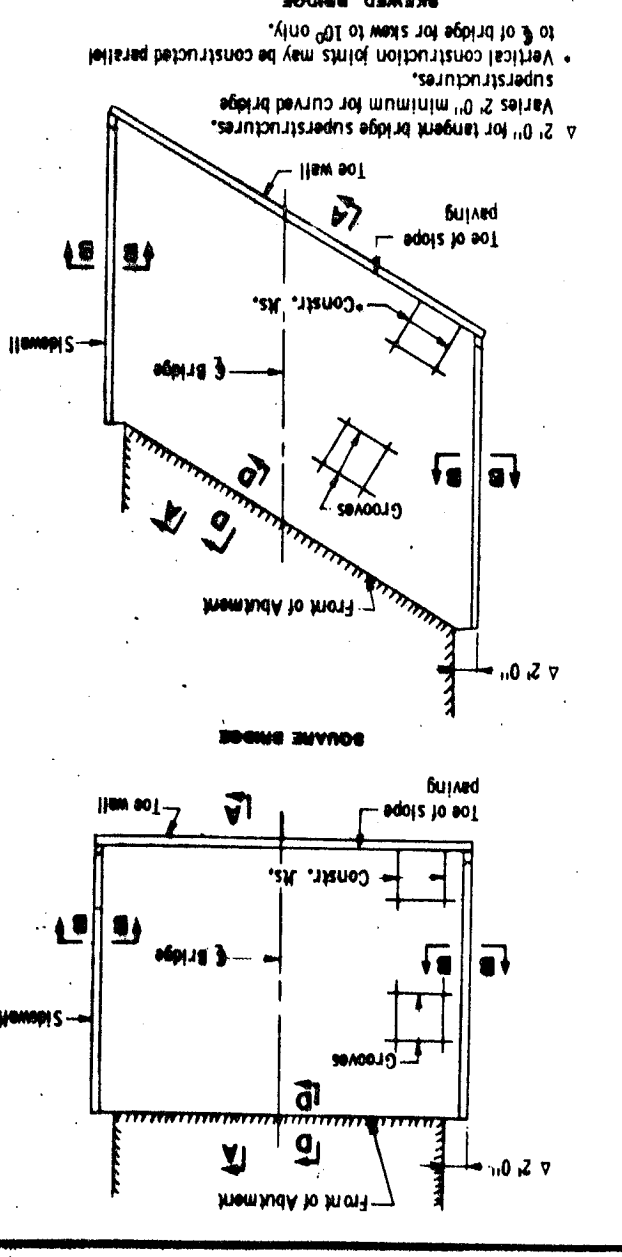 Front of Abutment
Δ 2' 0"
A
D
D
Grooves
Sidewall
℄ Bridge
B B
B B
Constr. Jts.
Toe of slope
paving
A
Toe wall
SQUARE BRIDGE
Δ 2' 0"
Front of Abutment
Grooves
D
D
A
B B
℄ Bridge
Sidewall
*Constr. Jts.
B B
Toe of slope
paving
A
Toe wall
Δ 2' 0" for tangent bridge superstructures.
Varies 2' 0" minimum for curved bridge
superstructures.
* Vertical construction joints may be constructed parallel
to ℄ of bridge for skew to 10⁰ only.
SKEWED BRIDGE